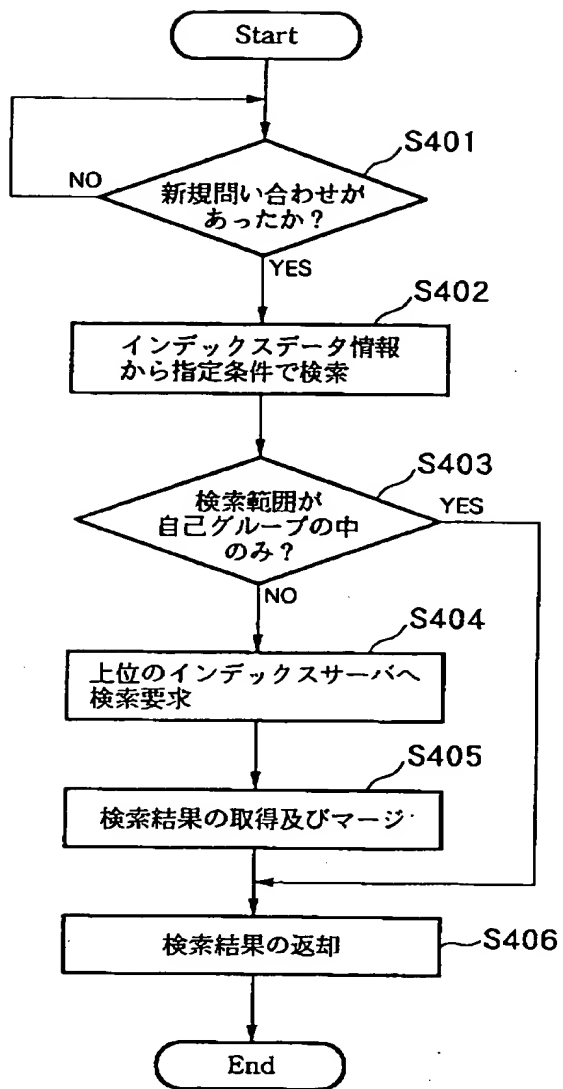 Start
S401
NO
新規問い合わせが
あったか？
YES
S402
インデックスデータ情報
から指定条件で検索
S403
検索範囲が
自己グループの中
のみ？
YES
NO
S404
上位のインデックスサーバへ
検索要求
S405
検索結果の取得及びマージ
検索結果の返却
S406
End